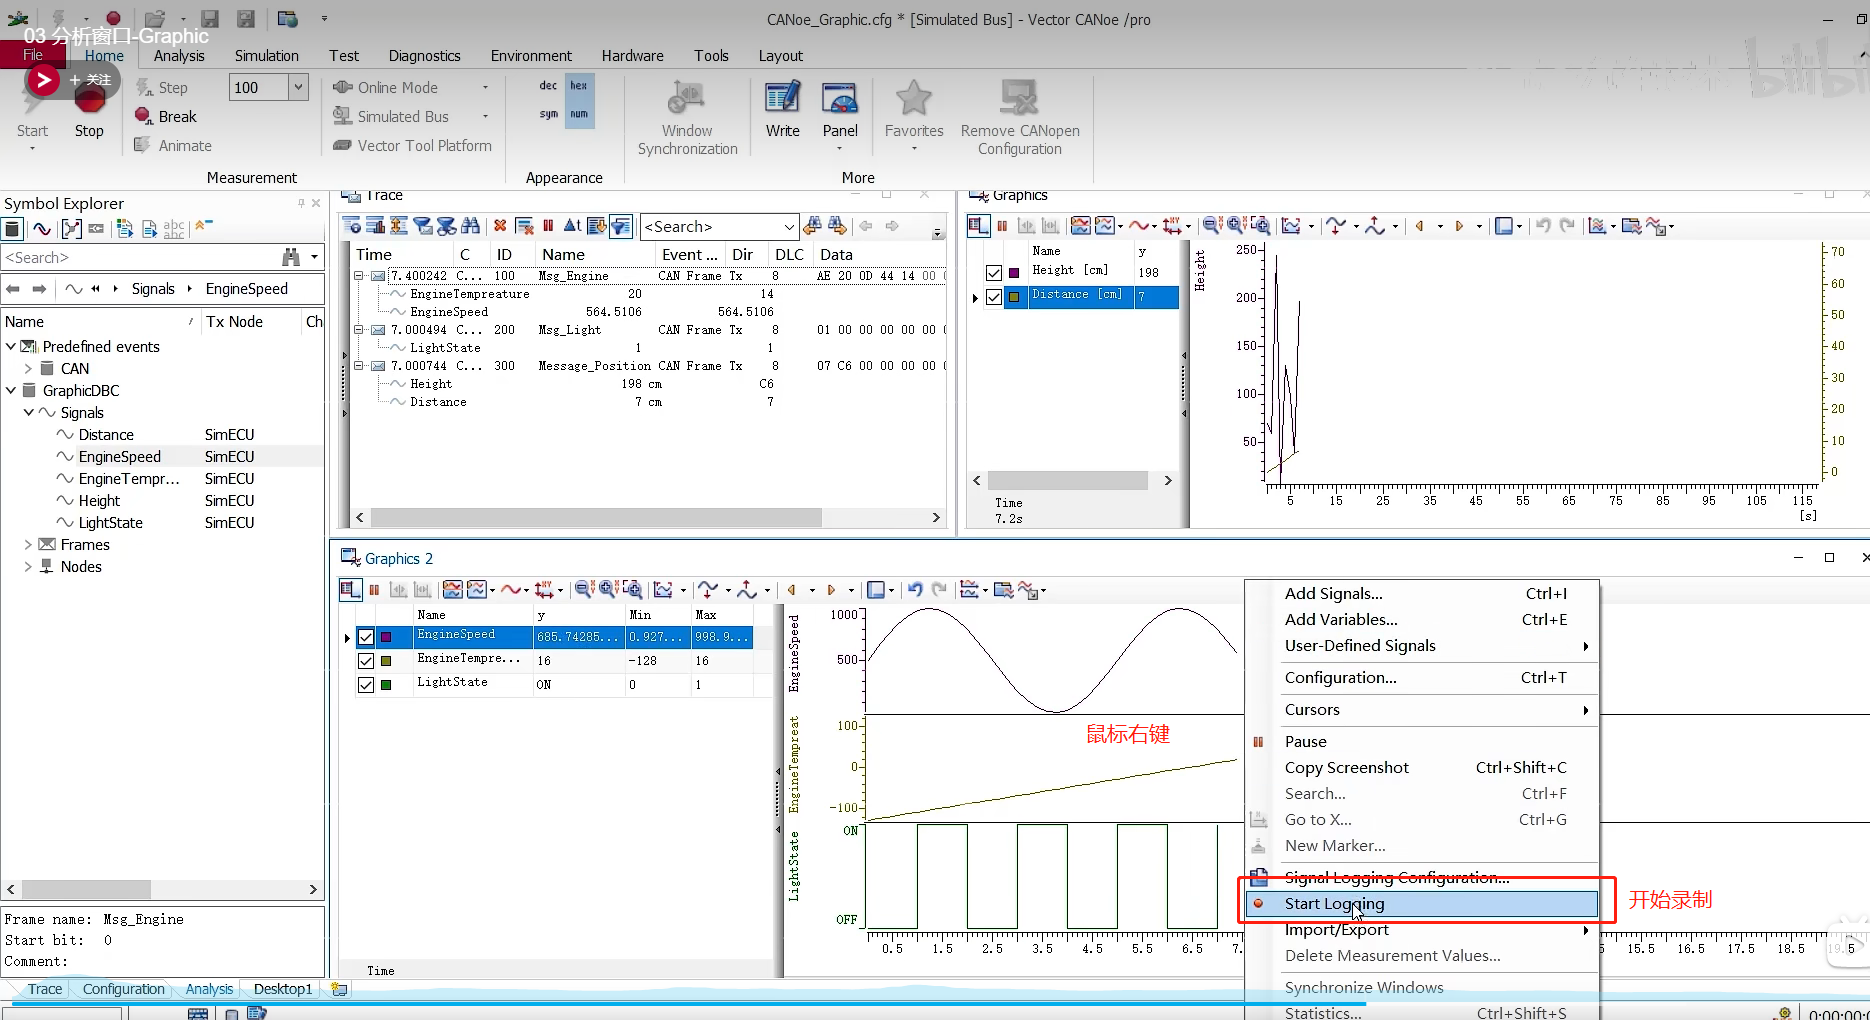 CANoe_Graphic.cfg * [Simulated Bus] - Vector CANoe /pro
03 分析窗口-Graphic
File Home Analysis Simulation Test Diagnostics Environment Hardware Tools Layout
+ 关注
bilibili
Step 100 Online Mode dec hex
Break Simulated Bus sym num
Animate Vector Tool Platform
Start Stop
Window Synchronization
Write Panel Favorites
Remove CANopen Configuration
Measurement Appearance More
Symbol Explorer
<Search>
Signals EngineSpeed
Name Tx Node Ch
Predefined events
CAN
GraphicDBC
Signals
Distance SimECU
EngineSpeed SimECU
EngineTempr... SimECU
Height SimECU
LightState SimECU
Frames
Nodes
Frame name: Msg_Engine
Start bit: 0
Comment:
Trace
<Search>
Time C ID Name Event ... Dir DLC Data
7.400242 C... 100 Msg_Engine CAN Frame Tx 8 AE 20 0D 44 14 00
EngineTempreature 20 14
EngineSpeed 564.5106 564.5106
7.000494 C... 200 Msg_Light CAN Frame Tx 8 01 00 00 00 00 00
LightState 1 1
7.000744 C... 300 Message_Position CAN Frame Tx 8 07 C6 00 00 00 00
Height 198 cm C6
Distance 7 cm 7
Graphics
Name y
Height [cm] 198
Distance [cm] 7
Time
7.2s
Height
250
200
150
100
50
70
60
50
40
30
20
10
0
5 15 25 35 45 55 65 75 85 95 105 115
[s]
Graphics 2
Name y Min Max
EngineSpeed 685.74285... 0.927... 998.9...
EngineTempre... 16 -128 16
LightState ON 0 1
Time
EngineSpeed
1000
500
EngineTempreat
100
0
-100
LightState
ON
OFF
0.5 1.5 2.5 3.5 4.5 5.5 6.5 7. 15.5 16.5 17.5 18.5 19.5
鼠标右键
Add Signals... Ctrl+I
Add Variables... Ctrl+E
User-Defined Signals
Configuration... Ctrl+T
Cursors
Pause
Copy Screenshot Ctrl+Shift+C
Search... Ctrl+F
Go to X... Ctrl+G
New Marker...
Signal Logging Configuration...
Start Logging
开始录制
Import/Export
Delete Measurement Values...
Synchronize Windows
Statistics... Ctrl+Shift+S
Trace Configuration Analysis Desktop1
0:00:00:0